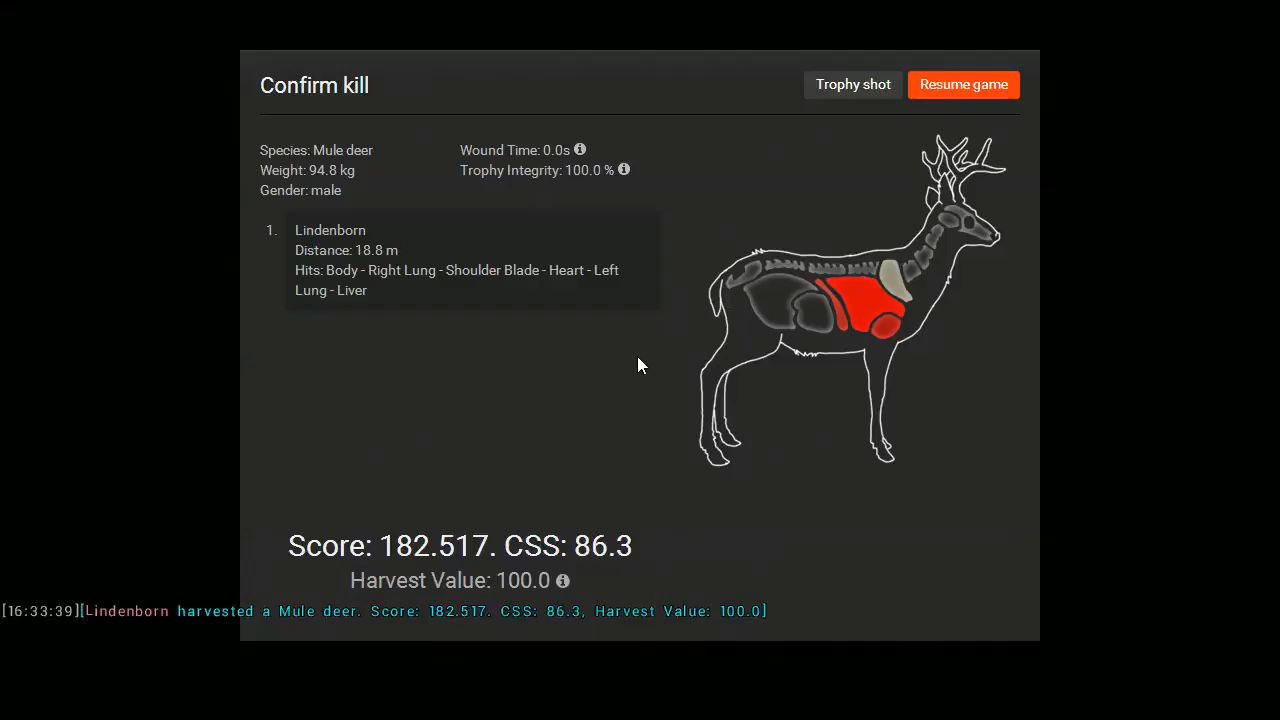 Confirm kill
Trophy shot
Resume game
Species: Mule deer
Weight: 94.8 kg
Gender: male
Wound Time: 0.0s
Trophy Integrity: 100.0 %
1.
Lindenborn
Distance: 18.8 m
Hits: Body - Right Lung - Shoulder Blade - Heart - Left
Lung - Liver
Score: 182.517. CSS: 86.3
Harvest Value: 100.0
[16:33:39][Lindenborn harvested a Mule deer. Score: 182.517. CSS: 86.3, Harvest Value: 100.0]